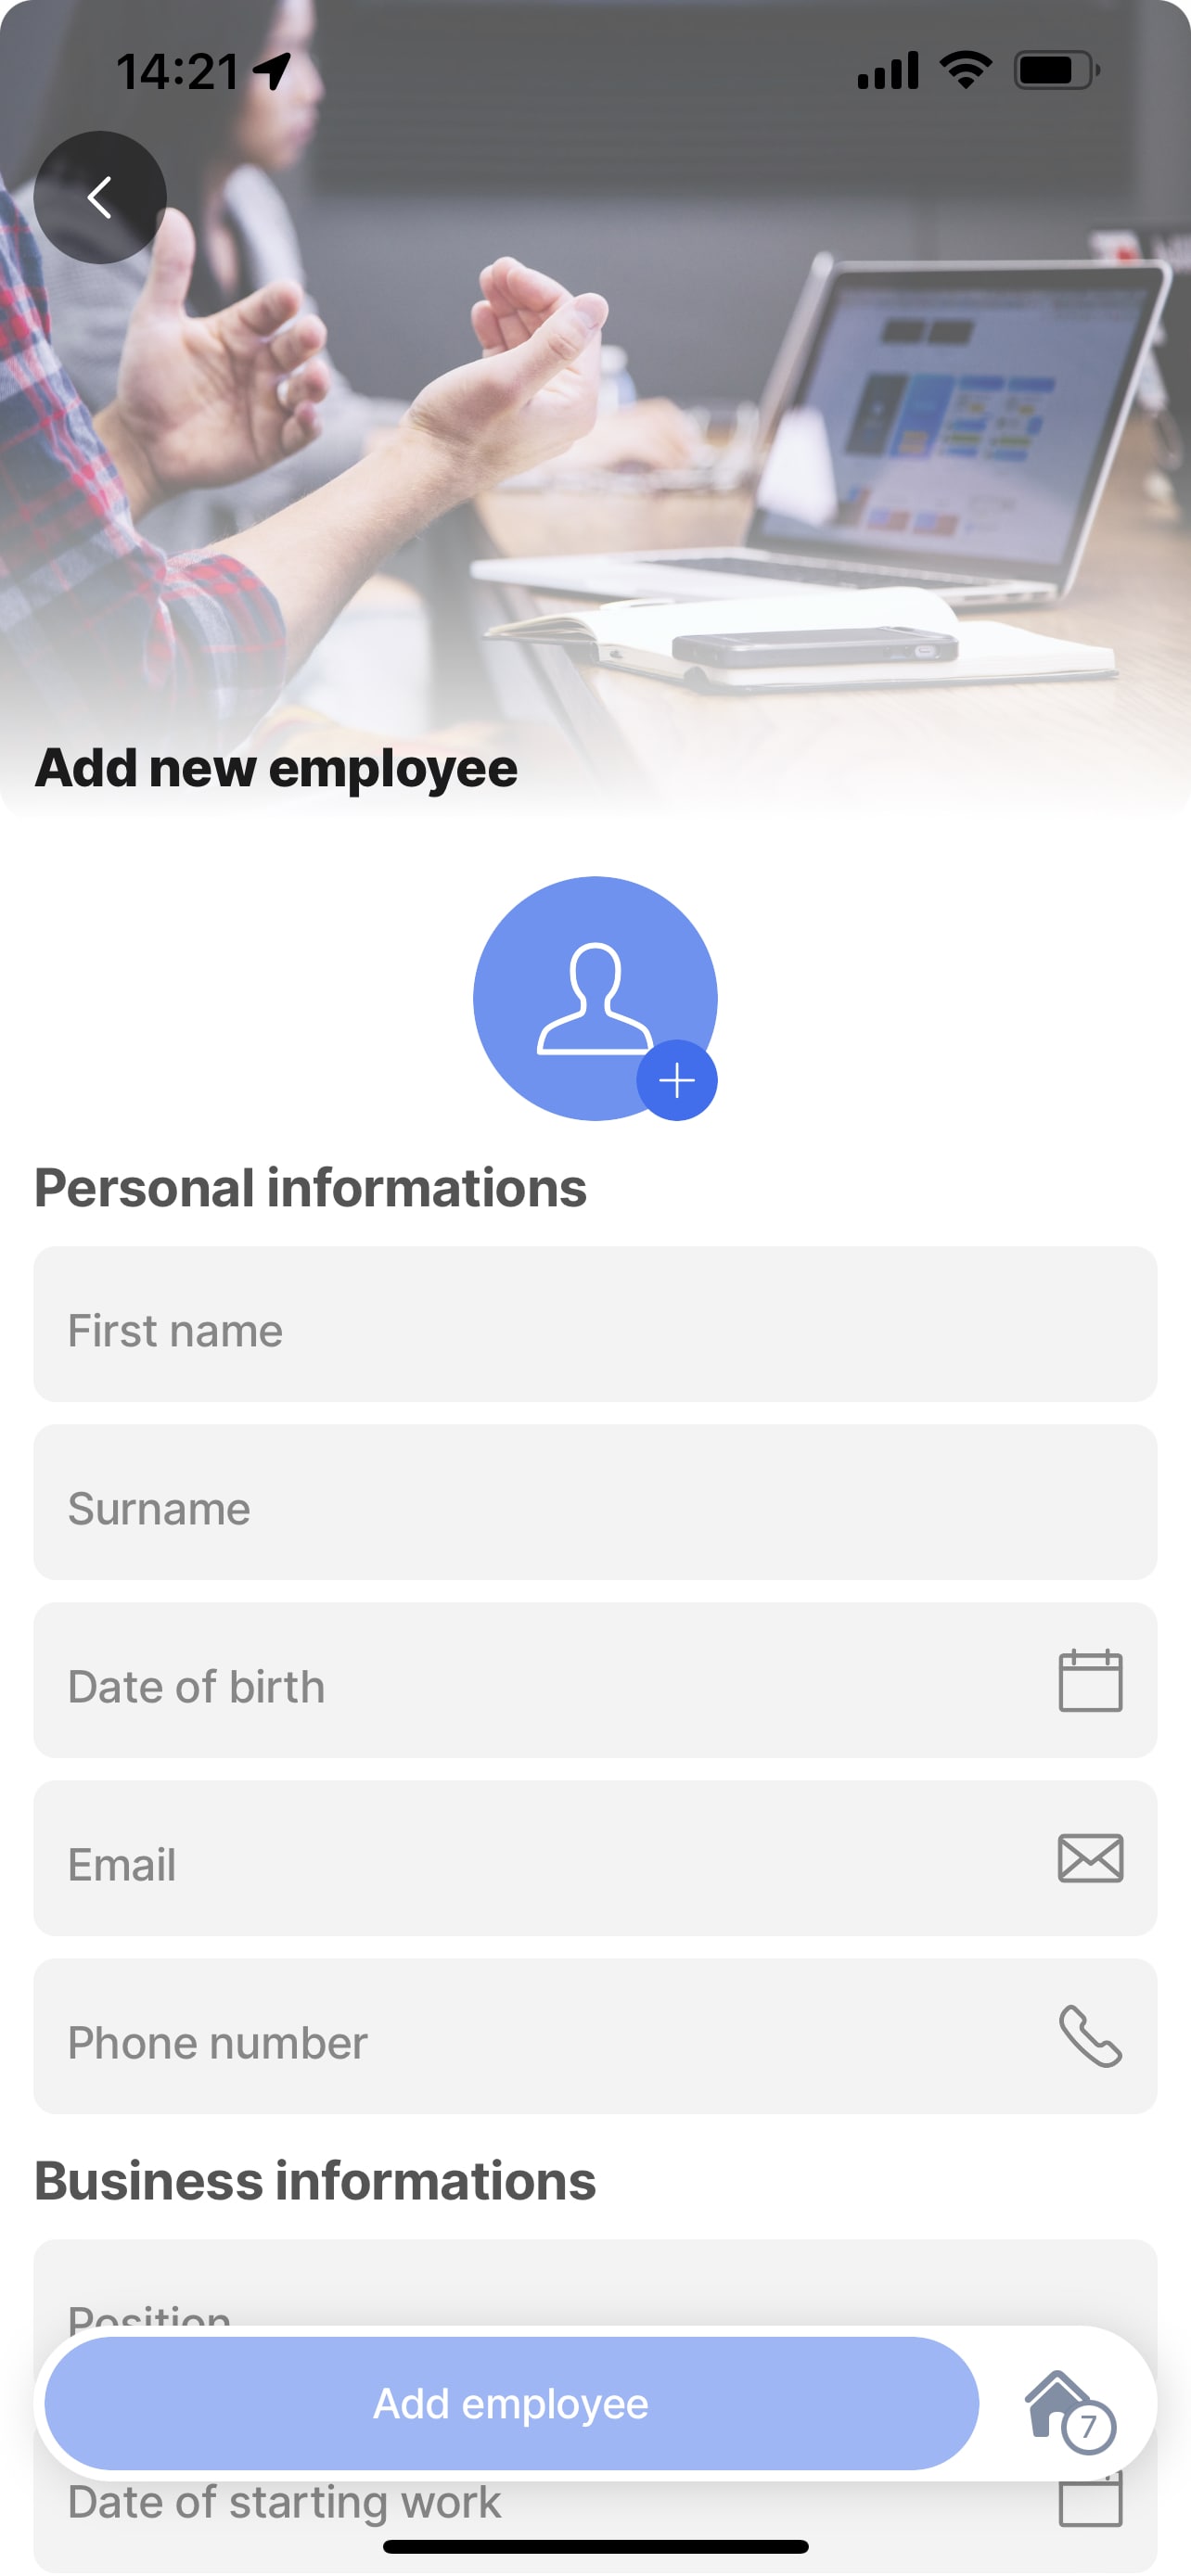 14:21
Add new employee
Personal informations
First name
Surname
Date of birth
Email
Phone number
Business informations
Position
Add employee
7
Date of starting work